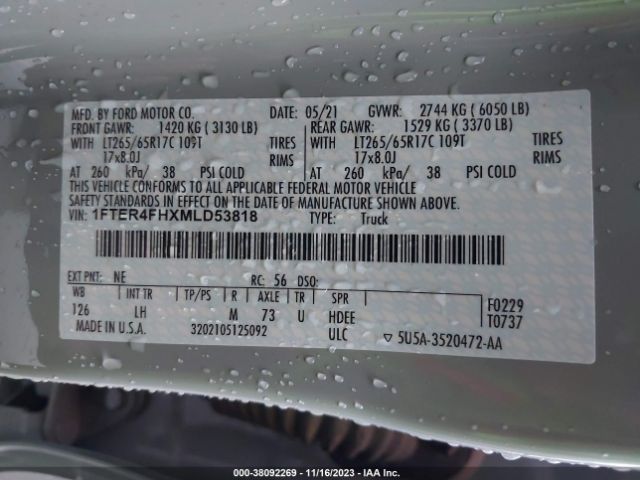 MFD. BY FORD MOTOR CO. DATE: 05/21 GVWR: 2744 KG ( 6050 LB)
FRONT GAWR: 1420 KG ( 3130 LB) REAR GAWR: 1529 KG ( 3370 LB)
WITH LT265/65R17C 109T TIRES WITH LT265/65R17C 109T TIRES
17x8.0J RIMS 17x8.0J RIMS
AT 260 kPa/ 38 PSI COLD AT 260 kPa/ 38 PSI COLD
THIS VEHICLE CONFORMS TO ALL APPLICABLE FEDERAL MOTOR VEHICLE
SAFETY STANDARDS IN EFFECT ON THE DATE OF MANUFACTURE SHOWN ABOVE.
VIN: 1FTER4FHXMLD53818 TYPE: Truck
EXT PNT: NE RC: 56 DSO:
WB INT TR TP/PS R AXLE TR SPR F0229
126 LH M 73 U HDEE T0737
MADE IN U.S.A. 3202105125092 ULC ▽ 5U5A-3520472-AA
000-38092269 - 11/16/2023 - IAA Inc.